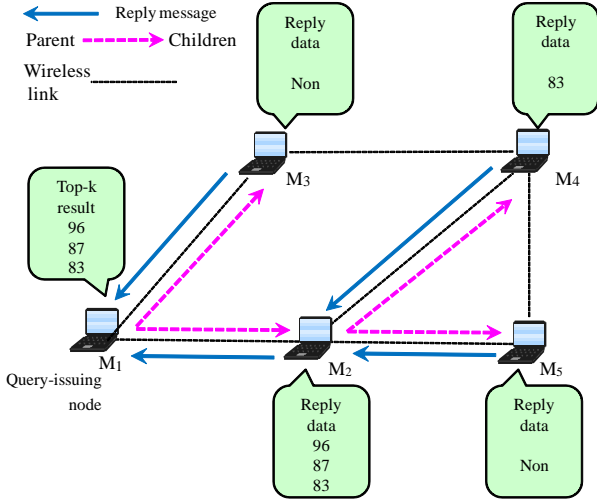 Reply message
Parent
Children
Wireless
link
Reply
data
Non
Reply
data
83
M3
M4
Top-k
result
96
87
83
M1
M2
M5
Query-issuing
node
Reply
data
96
87
83
Reply
data
Non